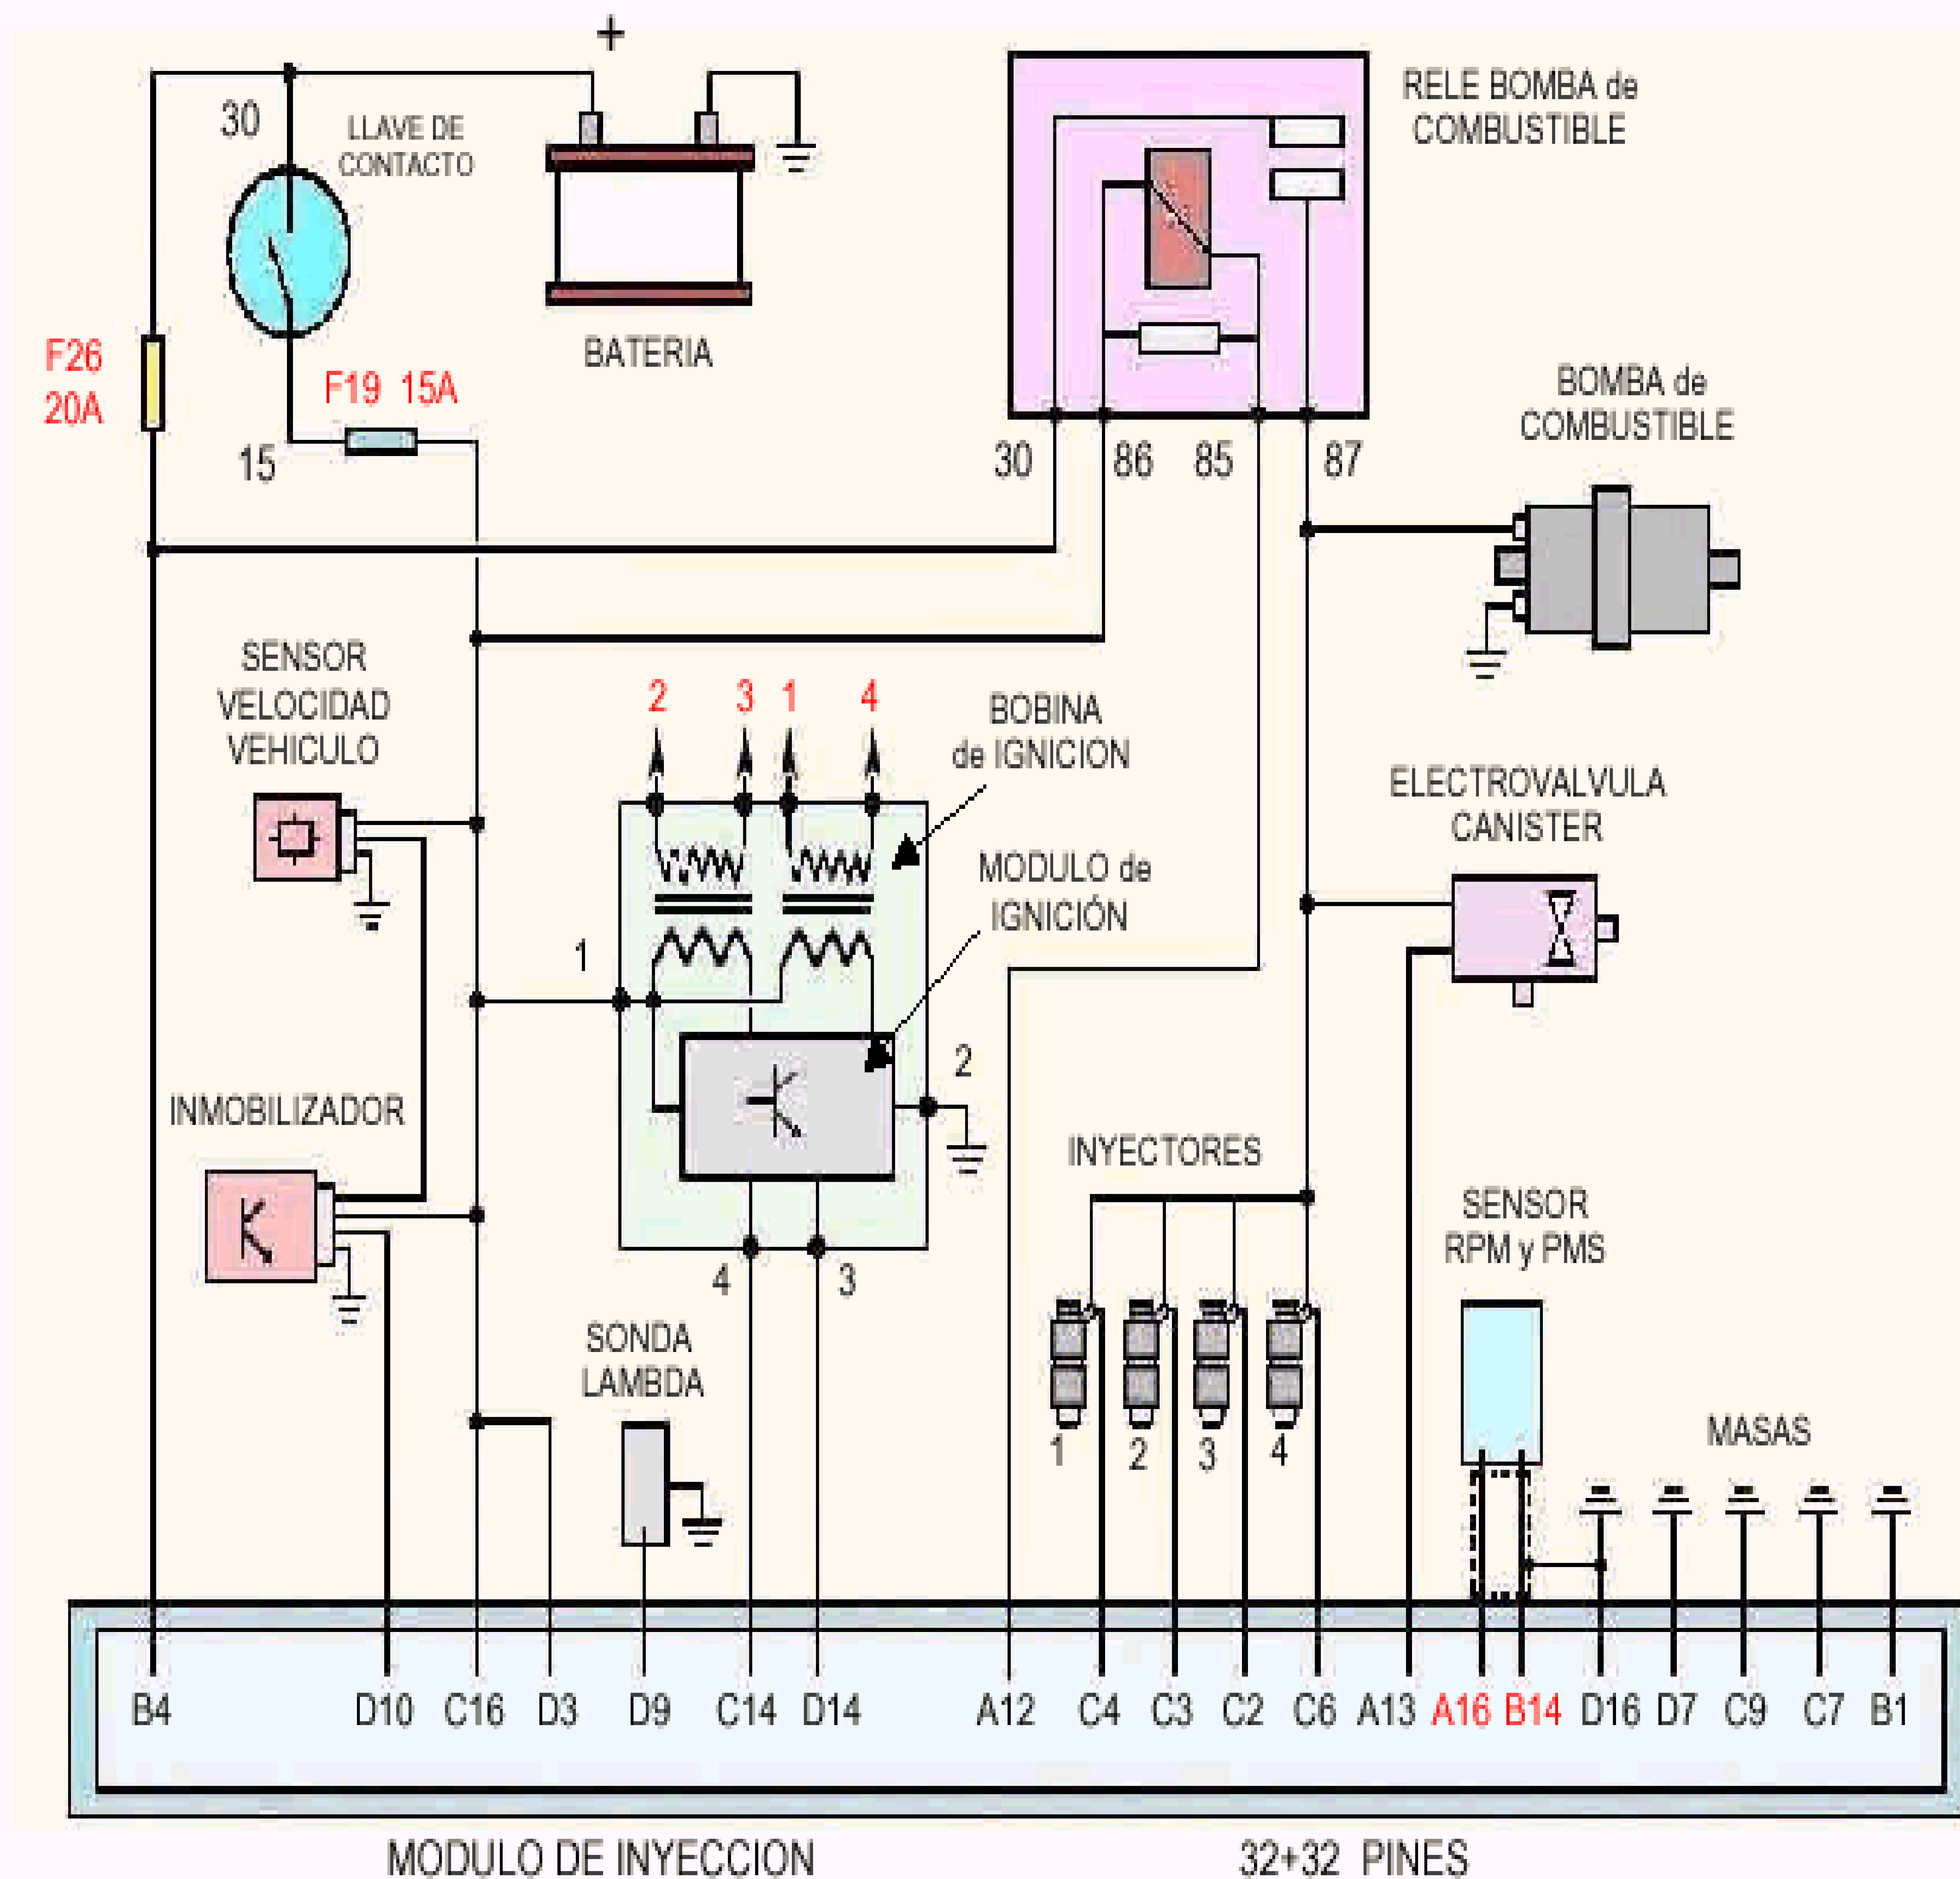 +
30
LLAVE DE
CONTACTO
RELE BOMBA de
COMBUSTIBLE
F26
20A
F19 15A
BATERIA
15
30
86
85
87
BOMBA de
COMBUSTIBLE
SENSOR
VELOCIDAD
VEHICULO
2
3
1
4
BOBINA
de IGNICION
MODULO de
IGNICIÓN
ELECTROVALVULA
CANISTER
1
2
INMOBILIZADOR
INYECTORES
SENSOR
RPM y PMS
4
3
SONDA
LAMBDA
1
2
3
4
MASAS
B4
D10
C16
D3
D9
C14
D14
A12
C4
C3
C2
C6
A13
A16
B14
D16
D7
C9
C7
B1
MODULO DE INYECCION
32+32 PINES